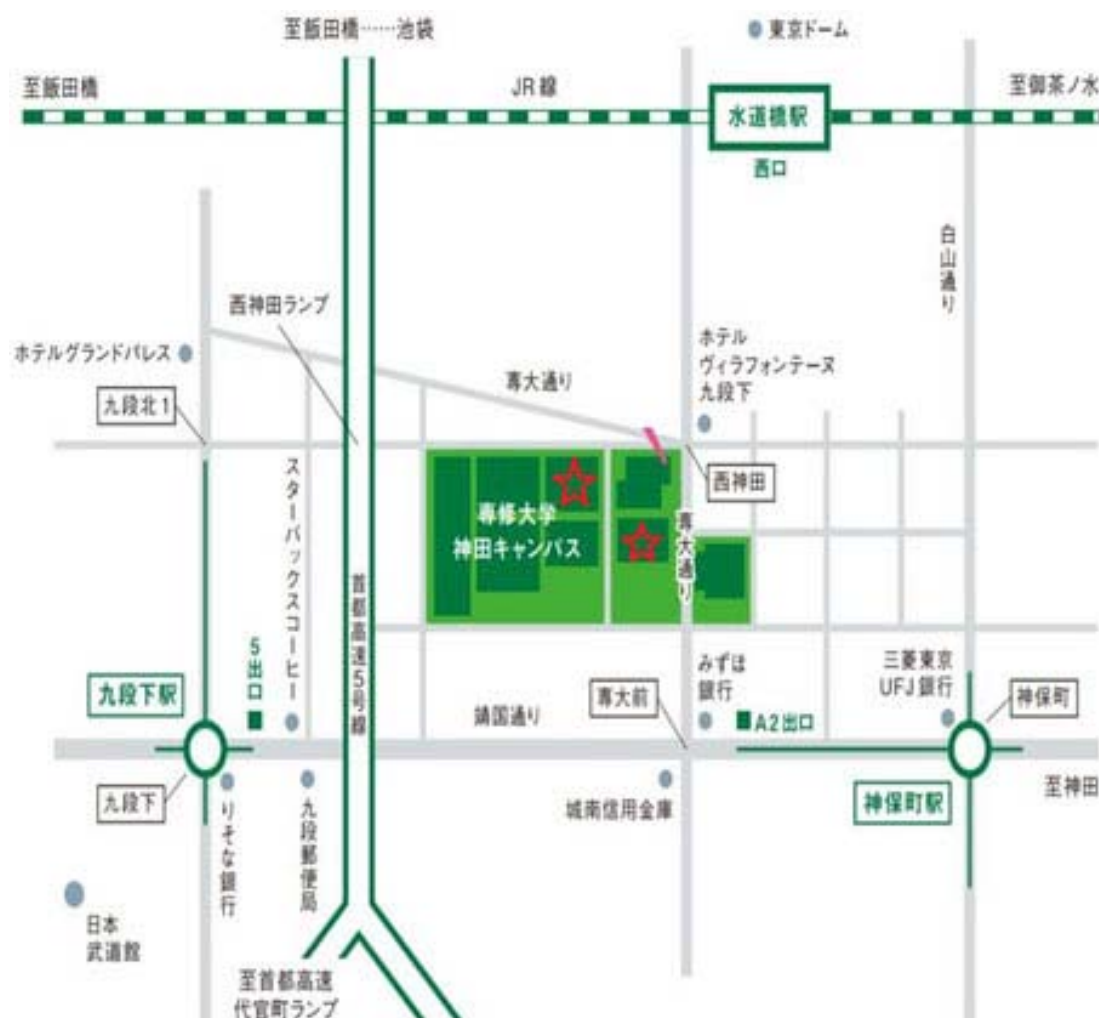 至飯田橋……池袋
東京ドーム
至飯田橋
JR線
至御茶ノ水
水道橋駅
西口
白山通り
西神田ランプ
ホテルグランドパレス
ホテル
ヴィラフォンテーヌ
九段下
専大通り
九段北1
西神田
スターバックスコーヒー
専修大学
神田キャンパス
専大通り
首都高速5号線
5出口
九段下駅
みずほ
銀行
三菱東京
UFJ銀行
専大前
神保町
靖国通り
A2出口
九段下
りそな銀行
九段郵便局
城南信用金庫
神保町駅
至神田
日本
武道館
至首都高速
代官町ランプ